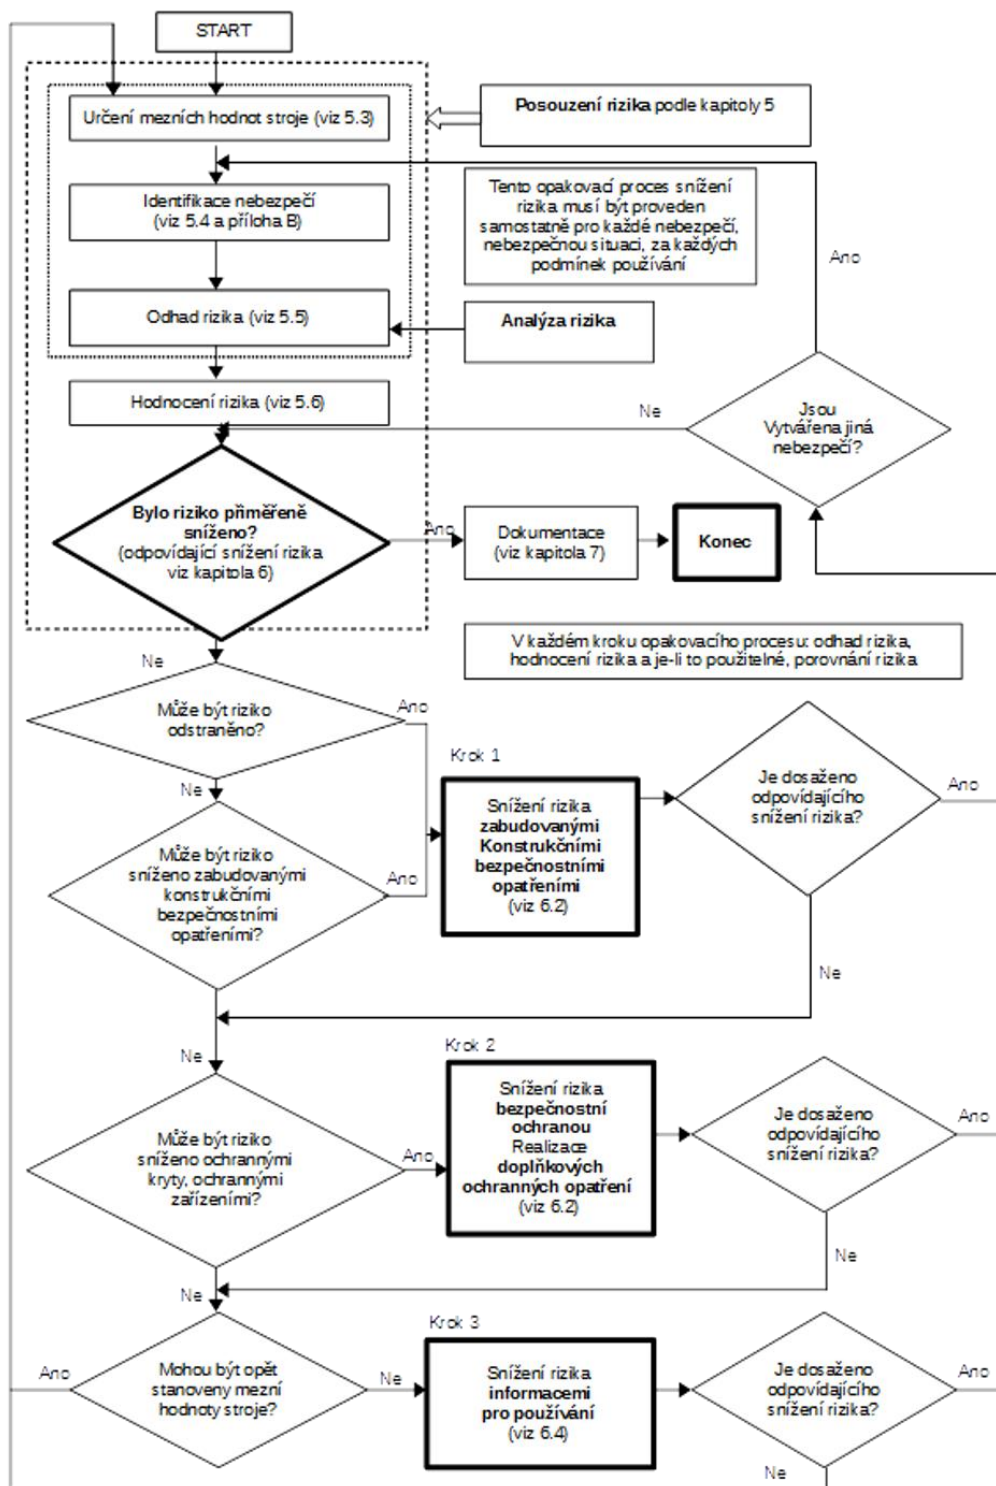 START
Určení mezních hodnot stroje (viz 5.3)
Posouzení rizika podle kapitoly 5
Identifikace nebezpečí
(viz 5.4 a příloha B)
Tento opakovací proces snížení
rizika musí být proveden
samostatně pro každé nebezpečí,
nebezpečnou situaci, za každých
podmínek používání
Ano
Odhad rizika (viz 5.5)
Analýza rizika
Hodnocení rizika (viz 5.6)
Ne
Jsou
Vytvářena jiná
nebezpečí?
Bylo riziko přiměřeně
sníženo?
(odpovídající snížení rizika
viz kapitola 6)
Ano
Dokumentace
(viz kapitola 7)
Konec
V každém kroku opakovacího procesu: odhad rizika,
hodnocení rizika a je-li to použitelné, porovnání rizika
Ne
Může být riziko
odstraněno?
Ano
Krok 1
Snížení rizika
zabudovanými
Konstrukčními
bezpečnostními
opatřeními
(viz 6.2)
Je dosaženo
odpovídajícího
snížení rizika?
Ano
Ne
Může být riziko
sníženo zabudovanými
konstrukčními
bezpečnostními
opatřeními?
Ano
Ne
Ne
Krok 2
Může být riziko
sníženo ochrannými
kryty, ochrannými
zařízeními?
Ano
Snížení rizika
bezpečnostní
ochranou
Realizace
doplňkových
ochranných opatření
(viz 6.2)
Je dosaženo
odpovídajícího
snížení rizika?
Ano
Ne
Ne
Krok 3
Ano
Mohou být opět
stanoveny mezní
hodnoty stroje?
Ne
Snížení rizika
informacemi
pro používání
(viz 6.4)
Je dosaženo
odpovídajícího
snížení rizika?
Ano
Ne